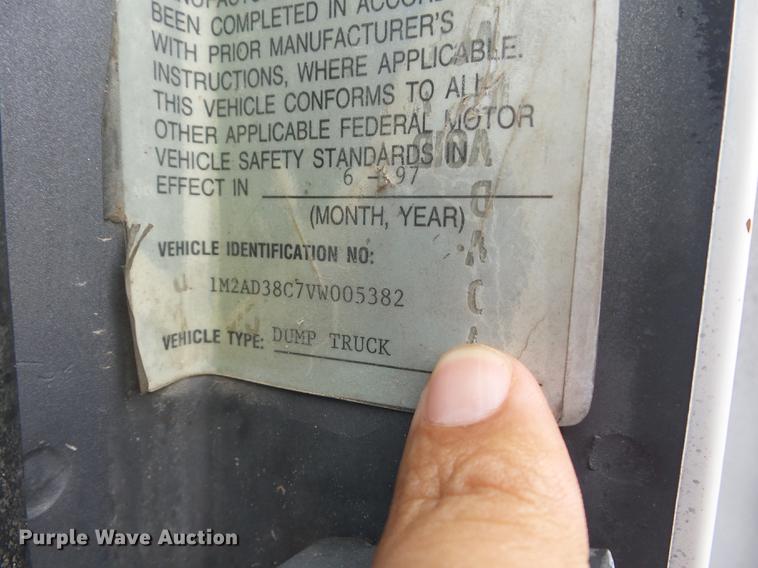 BEEN COMPLETED IN
WITH PRIOR MANUFACTURER'S
INSTRUCTIONS, WHERE APPLICABLE.
THIS VEHICLE CONFORMS TO ALL
OTHER APPLICABLE FEDERAL MOTOR
VEHICLE SAFETY STANDARDS IN
EFFECT IN 6 - 97
(MONTH, YEAR)
VEHICLE IDENTIFICATION NO:
1M2AD38C7VW005382
VEHICLE TYPE: DUMP TRUCK
Purple Wave Auction